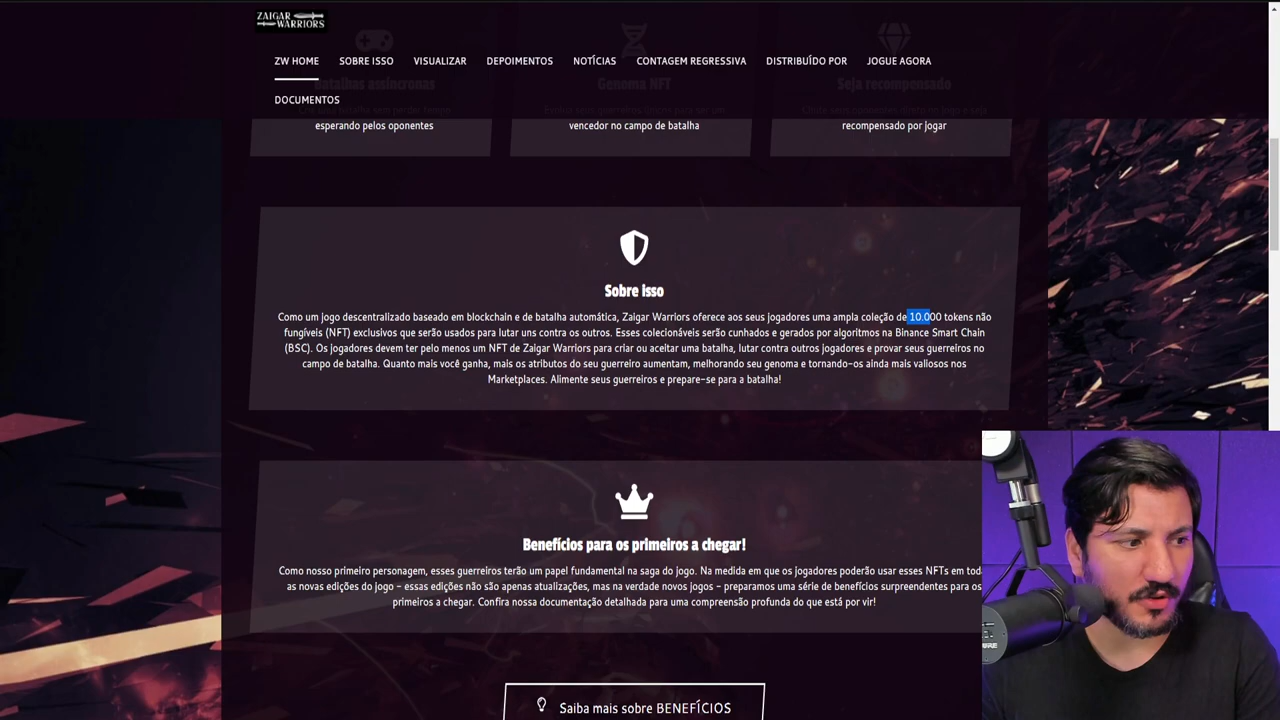 ZAIGAR
WARRIORS
ZW HOME SOBRE ISSO VISUALIZAR DEPOIMENTOS NOTÍCIAS CONTAGEM REGRESSIVA DISTRIBUÍDO POR JOGUE AGORA
Batalhas assíncronas Genoma NFT Seja recompensado
DOCUMENTOS
esperando pelos oponentes vencedor no campo de batalha recompensado por jogar
Sobre isso
Como um jogo descentralizado baseado em blockchain e de batalha automática, Zaigar Warriors oferece aos seus jogadores uma ampla coleção de 10.000 tokens não
fungíveis (NFT) exclusivos que serão usados para lutar uns contra os outros. Esses colecionáveis serão cunhados e gerados por algoritmos na Binance Smart Chain
(BSC). Os jogadores devem ter pelo menos um NFT de Zaigar Warriors para criar ou aceitar uma batalha, lutar contra outros jogadores e provar seus guerreiros no
campo de batalha. Quanto mais você ganha, mais os atributos do seu guerreiro aumentam, melhorando seu genoma e tornando-os ainda mais valiosos nos
Marketplaces. Alimente seus guerreiros e prepare-se para a batalha!
Benefícios para os primeiros a chegar!
Como nosso primeiro personagem, esses guerreiros terão um papel fundamental na saga do jogo. Na medida em que os jogadores poderão usar esses NFTs em
as novas edições do jogo - essas edições não são apenas atualizações, mas na verdade novos jogos - preparamos uma série de benefícios surpreendentes para os
primeiros a chegar. Confira nossa documentação detalhada para uma compreensão profunda do que está por vir!
Saiba mais sobre BENEFÍCIOS